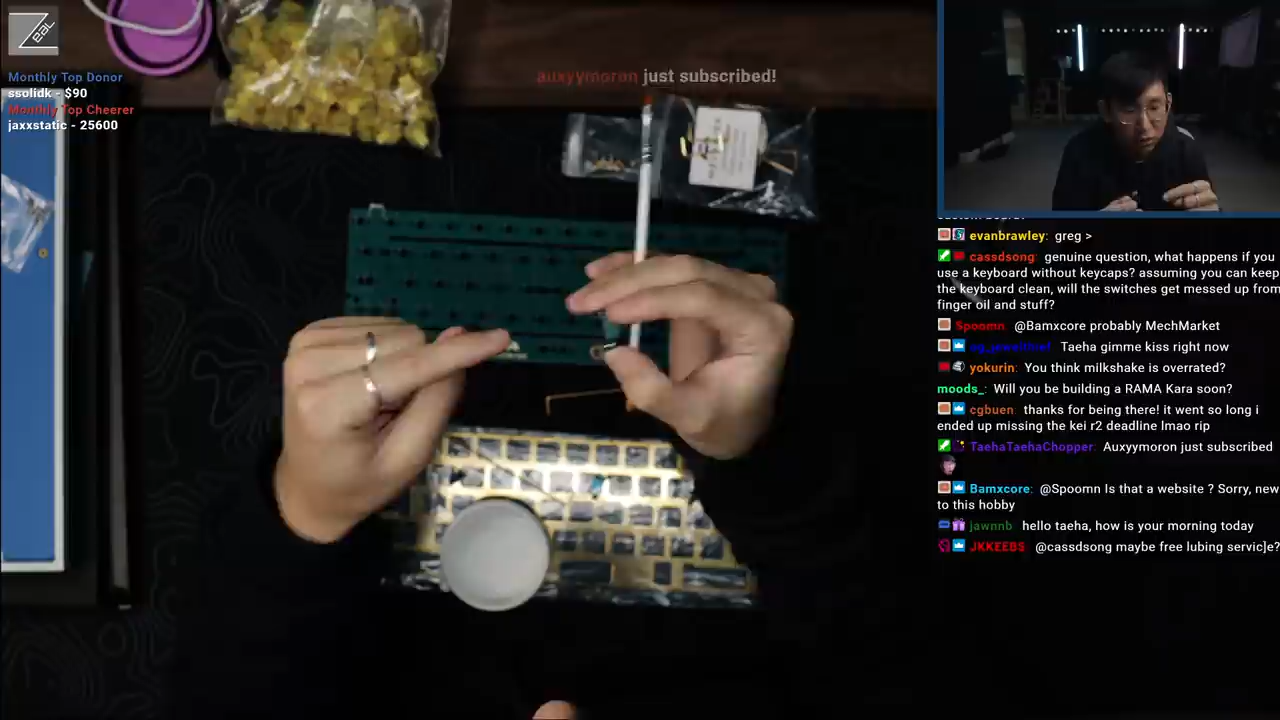 Zeal
Monthly Top Donor
ssolidk - $90
Monthly Top Cheerer
jaxxstatic - 25600
auxyymoron just subscribed!
evanbrawley: greg >
cassdsong: genuine question, what happens if you
use a keyboard without keycaps? assuming you can keep
the keyboard clean, will the switches get messed up from
finger oil and stuff?
Spoomn @Bamxcore probably MechMarket
Taeha gimme kiss right now
yokurin: You think milkshake is overrated?
moods_: Will you be building a RAMA Kara soon?
cgbuen: thanks for being there! it went so long i
ended up missing the kei r2 deadline lmao rip
TaehaTaehaChopper: Auxyymoron just subscribed
Bamxcore: @Spoomn Is that a website ? Sorry, new
to this hobby
jawnnb: hello taeha, how is your morning today
JKKEEBS: @cassdsong maybe free lubing servic]e?